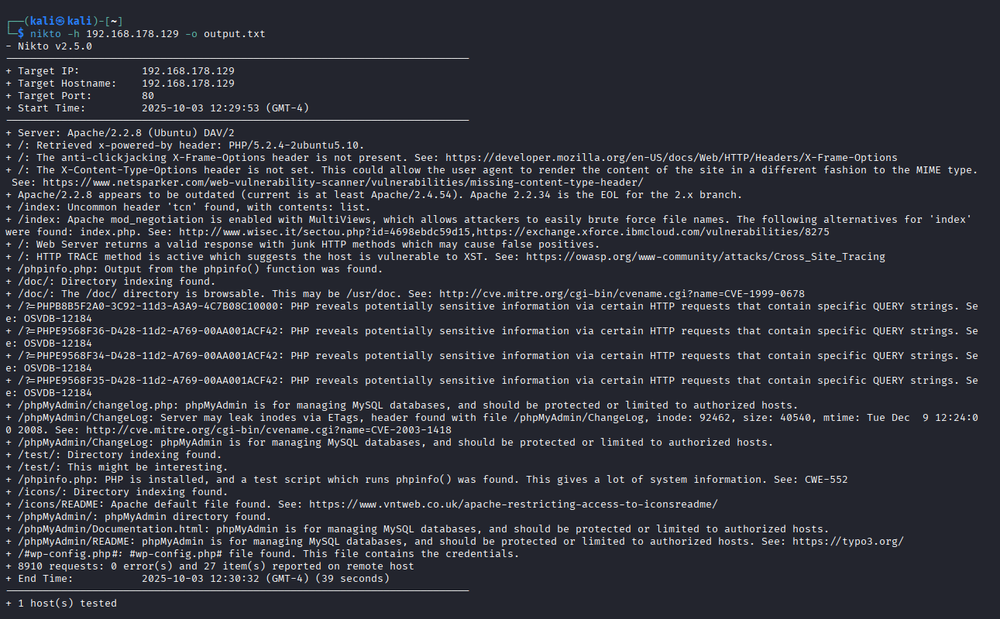 ┌──(kali㉿kali)-[~]
└─$ nikto -h 192.168.178.129 -o output.txt
- Nikto v2.5.0
---------------------------------------------------------------------------
+ Target IP:          192.168.178.129
+ Target Hostname:    192.168.178.129
+ Target Port:        80
+ Start Time:         2025-10-03 12:29:53 (GMT-4)
---------------------------------------------------------------------------
+ Server: Apache/2.2.8 (Ubuntu) DAV/2
+ /: Retrieved x-powered-by header: PHP/5.2.4-2ubuntu5.10.
+ /: The anti-clickjacking X-Frame-Options header is not present. See: https://developer.mozilla.org/en-US/docs/Web/HTTP/Headers/X-Frame-Options
+ /: The X-Content-Type-Options header is not set. This could allow the user agent to render the content of the site in a different fashion to the MIME type.
 See: https://www.netsparker.com/web-vulnerability-scanner/vulnerabilities/missing-content-type-header/
+ Apache/2.2.8 appears to be outdated (current is at least Apache/2.4.54). Apache 2.2.34 is the EOL for the 2.x branch.
+ /index: Uncommon header 'tcn' found, with contents: list.
+ /index: Apache mod_negotiation is enabled with MultiViews, which allows attackers to easily brute force file names. The following alternatives for 'index'
were found: index.php. See: http://www.wisec.it/sectou.php?id=4698ebdc59d15,https://exchange.xforce.ibmcloud.com/vulnerabilities/8275
+ /: Web Server returns a valid response with junk HTTP methods which may cause false positives.
+ /: HTTP TRACE method is active which suggests the host is vulnerable to XST. See: https://owasp.org/www-community/attacks/Cross_Site_Tracing
+ /phpinfo.php: Output from the phpinfo() function was found.
+ /doc/: Directory indexing found.
+ /doc/: The /doc/ directory is browsable. This may be /usr/doc. See: http://cve.mitre.org/cgi-bin/cvename.cgi?name=CVE-1999-0678
+ /?=PHPB8B5F2A0-3C92-11d3-A3A9-4C7B08C10000: PHP reveals potentially sensitive information via certain HTTP requests that contain specific QUERY strings. Se
e: OSVDB-12184
+ /?=PHPE9568F36-D428-11d2-A769-00AA001ACF42: PHP reveals potentially sensitive information via certain HTTP requests that contain specific QUERY strings. Se
e: OSVDB-12184
+ /?=PHPE9568F34-D428-11d2-A769-00AA001ACF42: PHP reveals potentially sensitive information via certain HTTP requests that contain specific QUERY strings. Se
e: OSVDB-12184
+ /?=PHPE9568F35-D428-11d2-A769-00AA001ACF42: PHP reveals potentially sensitive information via certain HTTP requests that contain specific QUERY strings. Se
e: OSVDB-12184
+ /phpMyAdmin/changelog.php: phpMyAdmin is for managing MySQL databases, and should be protected or limited to authorized hosts.
+ /phpMyAdmin/ChangeLog: Server may leak inodes via ETags, header found with file /phpMyAdmin/ChangeLog, inode: 92462, size: 40540, mtime: Tue Dec  9 12:24:0
0 2008. See: http://cve.mitre.org/cgi-bin/cvename.cgi?name=CVE-2003-1418
+ /phpMyAdmin/ChangeLog: phpMyAdmin is for managing MySQL databases, and should be protected or limited to authorized hosts.
+ /test/: Directory indexing found.
+ /test/: This might be interesting.
+ /phpinfo.php: PHP is installed, and a test script which runs phpinfo() was found. This gives a lot of system information. See: CWE-552
+ /icons/: Directory indexing found.
+ /icons/README: Apache default file found. See: https://www.vntweb.co.uk/apache-restricting-access-to-iconsreadme/
+ /phpMyAdmin/: phpMyAdmin directory found.
+ /phpMyAdmin/Documentation.html: phpMyAdmin is for managing MySQL databases, and should be protected or limited to authorized hosts.
+ /phpMyAdmin/README: phpMyAdmin is for managing MySQL databases, and should be protected or limited to authorized hosts. See: https://typo3.org/
+ /#wp-config.php#: #wp-config.php# file found. This file contains the credentials.
+ 8910 requests: 0 error(s) and 27 item(s) reported on remote host
+ End Time:           2025-10-03 12:30:32 (GMT-4) (39 seconds)
---------------------------------------------------------------------------
+ 1 host(s) tested